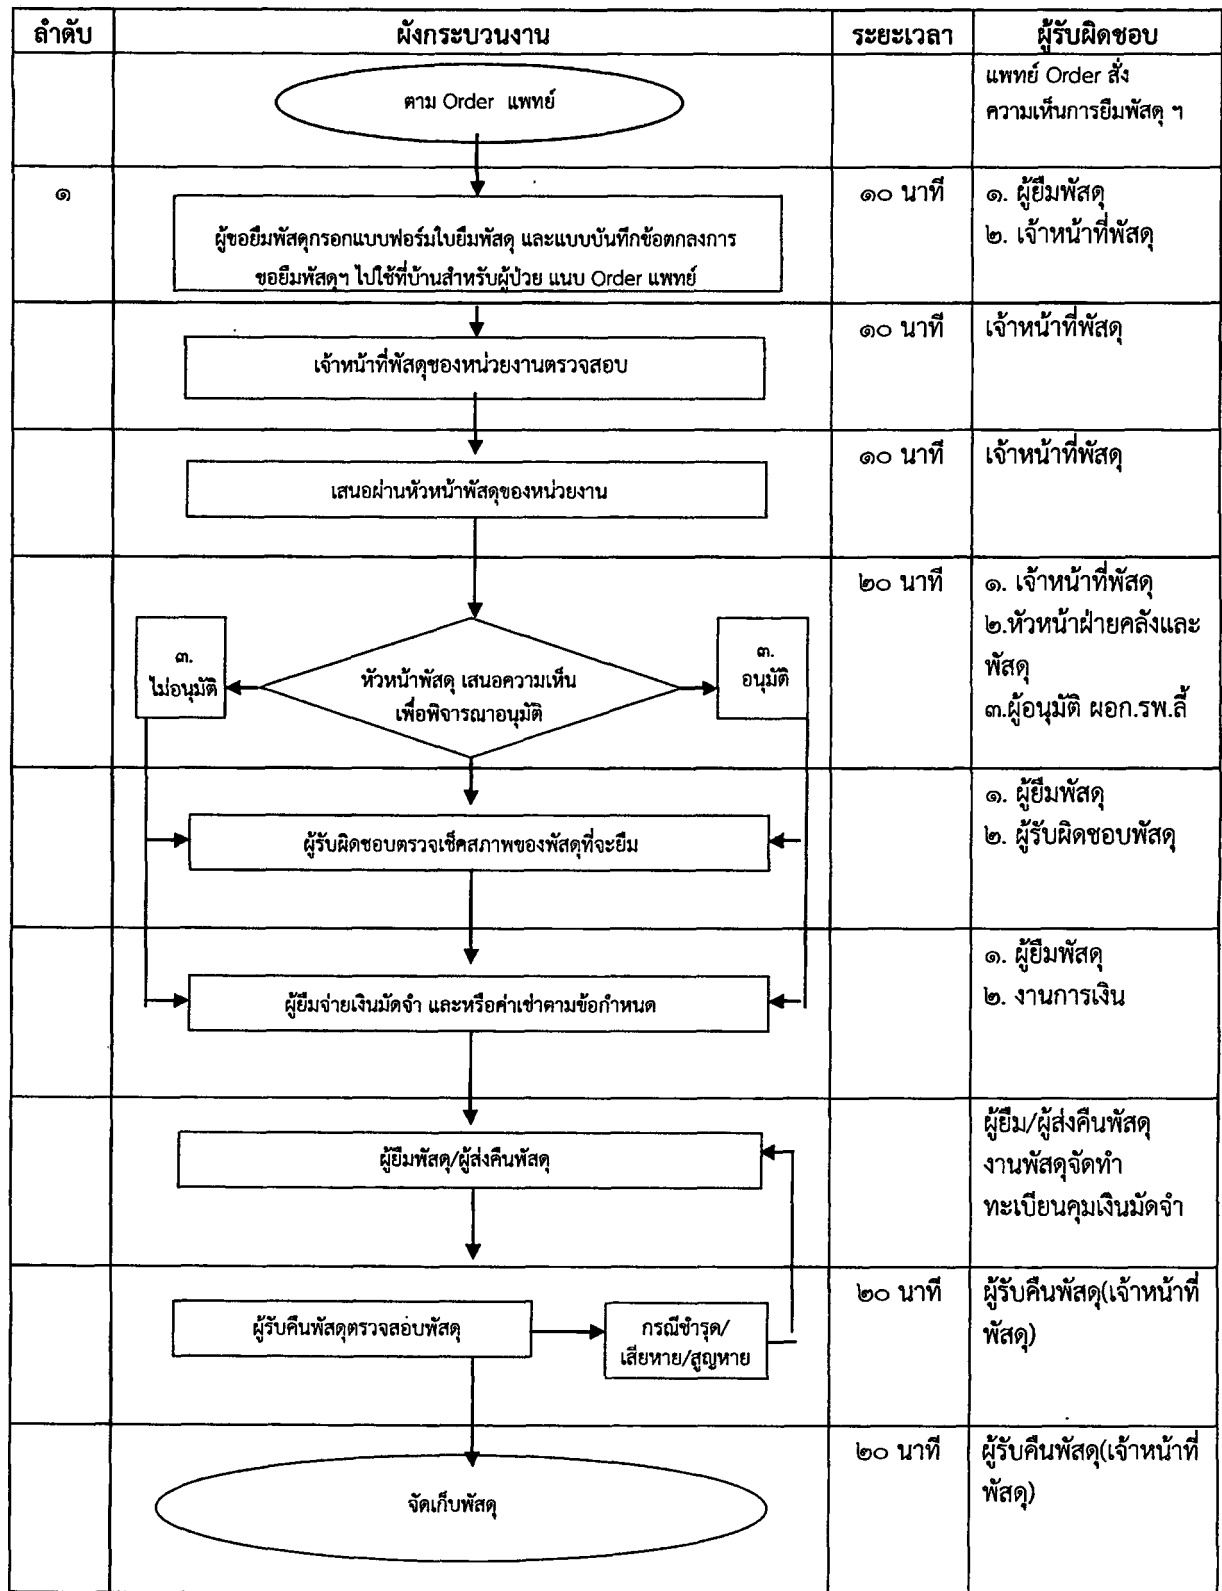 ลำดับ ผังกระบวนงาน ระยะเวลา ผู้รับผิดชอบ
ตาม Order แพทย์
แพทย์ Order สั่ง
ความเห็นการยืมพัสดุ ฯ
๑
ผู้ขอยืมพัสดุกรอกแบบฟอร์มใบยืมพัสดุ และแบบบันทึกข้อตกลงการ
ขอยืมพัสดุฯ ไปใช้ที่บ้านสำหรับผู้ป่วย แนบ Order แพทย์
๑๐ นาที
๑. ผู้ยืมพัสดุ
๒. เจ้าหน้าที่พัสดุ
เจ้าหน้าที่พัสดุของหน่วยงานตรวจสอบ
๑๐ นาที
เจ้าหน้าที่พัสดุ
เสนอผ่านหัวหน้าพัสดุของหน่วยงาน
๑๐ นาที
เจ้าหน้าที่พัสดุ
๓.
ไม่อนุมัติ
หัวหน้าพัสดุ เสนอความเห็น
เพื่อพิจารณาอนุมัติ
๓.
อนุมัติ
๒๐ นาที
๑. เจ้าหน้าที่พัสดุ
๒.หัวหน้าฝ่ายคลังและ
พัสดุ
๓.ผู้อนุมัติ ผอก.รพ.ลี้
ผู้รับผิดชอบตรวจเช็คสภาพของพัสดุที่จะยืม
๑. ผู้ยืมพัสดุ
๒. ผู้รับผิดชอบพัสดุ
ผู้ยืมจ่ายเงินมัดจำ และหรือค่าเช่าตามข้อกำหนด
๑. ผู้ยืมพัสดุ
๒. งานการเงิน
ผู้ยืมพัสดุ/ผู้ส่งคืนพัสดุ
ผู้ยืม/ผู้ส่งคืนพัสดุ
งานพัสดุจัดทำ
ทะเบียนคุมเงินมัดจำ
ผู้รับคืนพัสดุตรวจสอบพัสดุ
กรณีชำรุด/
เสียหาย/สูญหาย
๒๐ นาที
ผู้รับคืนพัสดุ(เจ้าหน้าที่
พัสดุ)
จัดเก็บพัสดุ
๒๐ นาที
ผู้รับคืนพัสดุ(เจ้าหน้าที่
พัสดุ)